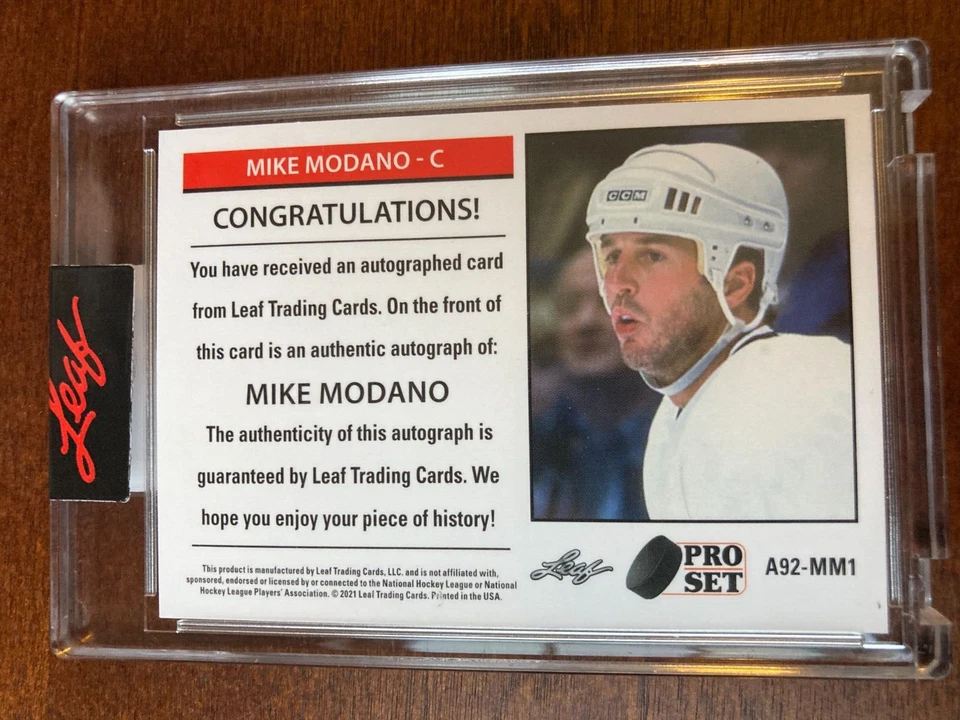 MIKE MODANO - C
CONGRATULATIONS!
You have received an autographed card
from Leaf Trading Cards. On the front of
this card is an authentic autograph of:
MIKE MODANO
The authenticity of this autograph is
guaranteed by Leaf Trading Cards. We
hope you enjoy your piece of history!
This product is manufactured by Leaf Trading Cards, LLC. and is not affiliated with,
sponsored, endorsed or licensed by or connected to the National Hockey League or National
Hockey League Players' Association. © 2021 Leaf Trading Cards. Printed in the USA.
CCM
Leaf
PRO
SET
A92-MM1
Leaf